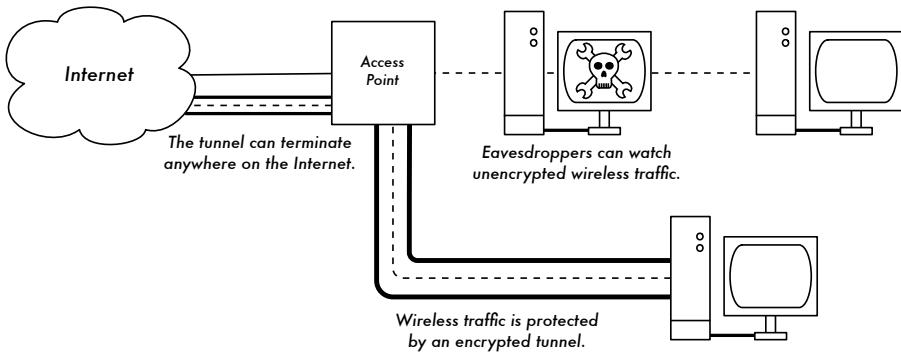 Internet
Access
Point
The tunnel can terminate
anywhere on the Internet.
Eavesdroppers can watch
unencrypted wireless traffic.
Wireless traffic is protected
by an encrypted tunnel.